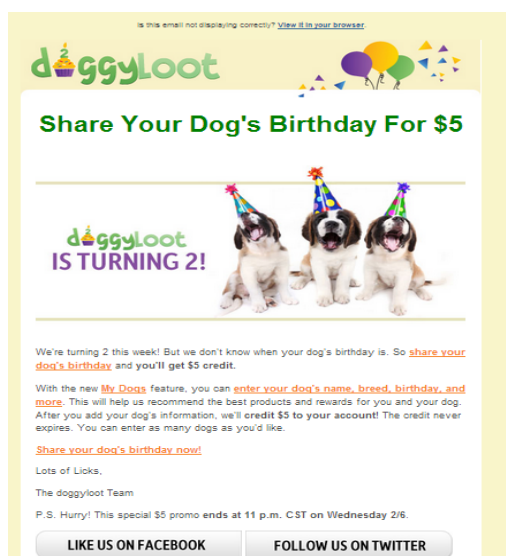 Is this email not displaying correctly? View it in your browser.
doggyloot
Share Your Dog's Birthday For $5
doggyloot
IS TURNING 2!
We're turning 2 this week! But we don't know when your dog's birthday is. So share your
dog's birthday and you'll get $5 credit.
With the new My Dogs feature, you can enter your dog's name, breed, birthday, and
more. This will help us recommend the best products and rewards for you and your dog.
After you add your dog's information, we'll credit $5 to your account! The credit never
expires. You can enter as many dogs as you'd like.
Share your dog's birthday now!
Lots of Licks,
The doggyloot Team
P.S. Hurry! This special $5 promo ends at 11 p.m. CST on Wednesday 2/6.
LIKE US ON FACEBOOK FOLLOW US ON TWITTER